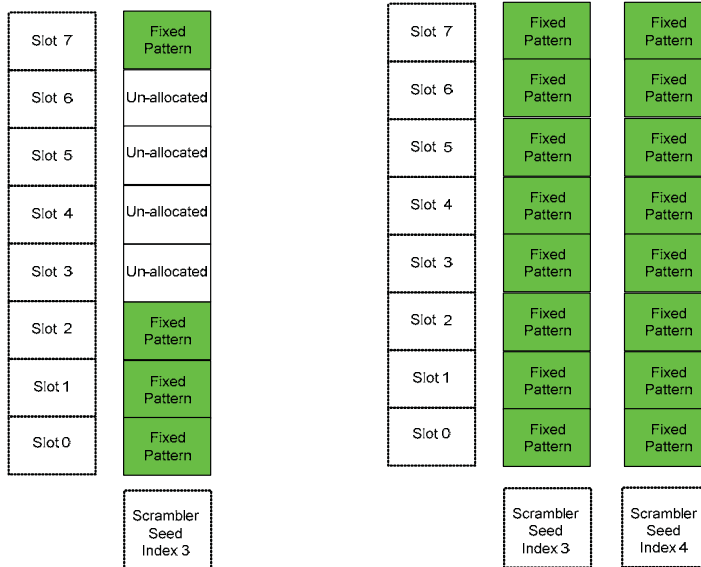 Slot 7
Fixed
Pattern
Slot 6
Un-allocated
Slot 5
Un-allocated
Slot 4
Un-allocated
Slot 3
Un-allocated
Slot 2
Fixed
Pattern
Slot 1
Fixed
Pattern
Slot 0
Fixed
Pattern
Scrambler
Seed
Index 3
Slot 7
Fixed
Pattern
Fixed
Pattern
Slot 6
Fixed
Pattern
Fixed
Pattern
Slot 5
Fixed
Pattern
Fixed
Pattern
Slot 4
Fixed
Pattern
Fixed
Pattern
Slot 3
Fixed
Pattern
Fixed
Pattern
Slot 2
Fixed
Pattern
Fixed
Pattern
Slot 1
Fixed
Pattern
Fixed
Pattern
Slot 0
Fixed
Pattern
Fixed
Pattern
Scrambler
Seed
Index 3
Scrambler
Seed
Index 4